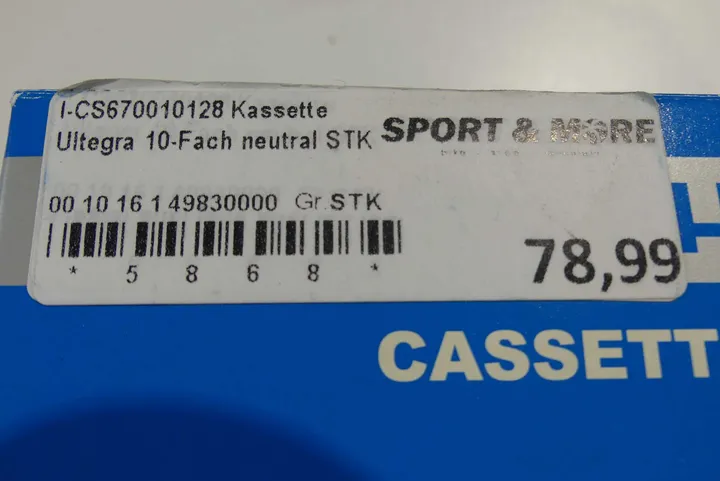 I-CS670010128 Kassette
Ultegra 10-Fach neutral STK
SPORT & MORE
00 10 16 1 49830000 Gr.STK
* 5 8 6 8 *
78,99
CASSETT